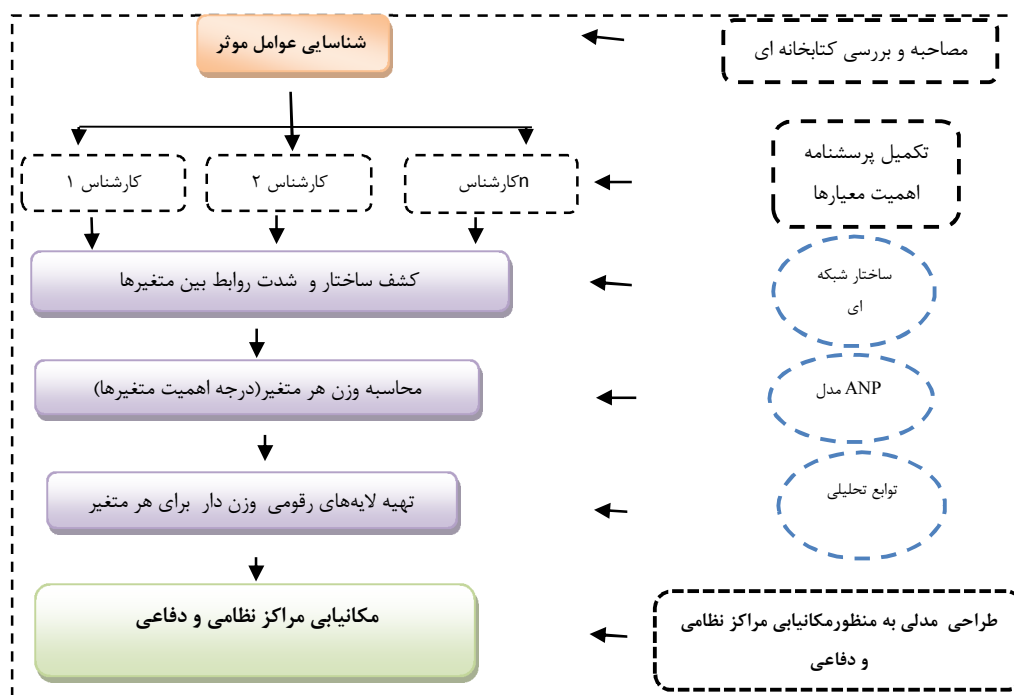 مصاحبه و بررسی کتابخانه ای
شناسایی عوامل موثر
تکمیل پرسشنامه
اهمیت معیارها
nکارشناس
کارشناس ۲
کارشناس ۱
ساختار شبکه
ای
کشف ساختار و شدت روابط بین متغیرها
مدل ANP
محاسبه وزن هر متغیر(درجه اهمیت متغیرها)
توابع تحلیلی
تهیه لایه‌های رقومی وزن دار برای هر متغیر
طراحی مدلی به منظورمکانیابی مراکز نظامی
و دفاعی
مکانیابی مراکز نظامی و دفاعی